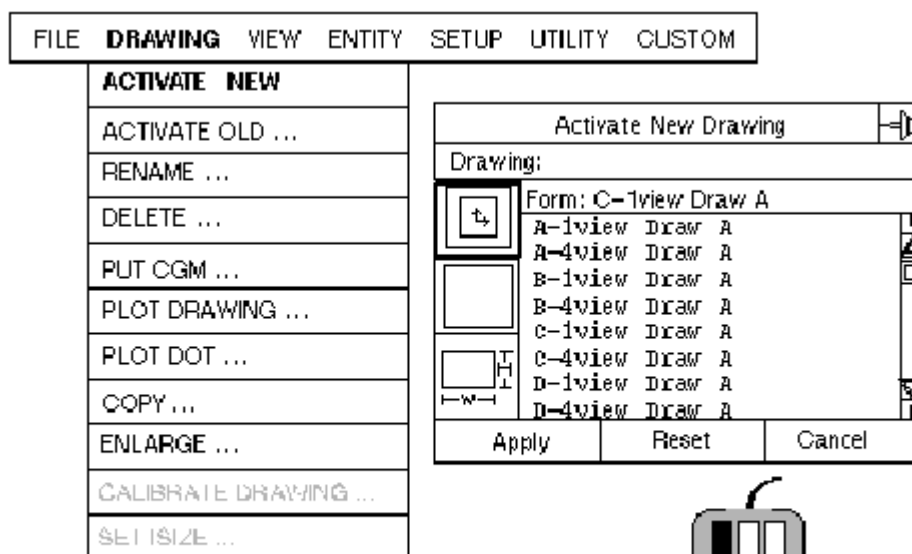 FILE DRAWING VIEW ENTITY SETUP UTILITY CUSTOM
ACTIVATE NEW
ACTIVATE OLD ...
RENAME ...
DELETE ...
PUT CGM ...
PLOT DRAWING ...
PLOT DOT ...
COPY ...
ENLARGE ...
CALIBRATE DRAWING ...
SET ISIZE ...
Activate New Drawing
Drawing:
Form: C-1view Draw A
A-1view Draw A
A-4view Draw A
B-1view Draw A
B-4view Draw A
C-1view Draw A
C-4view Draw A
D-1view Draw A
D-4view Draw A
H
W
Apply Reset Cancel